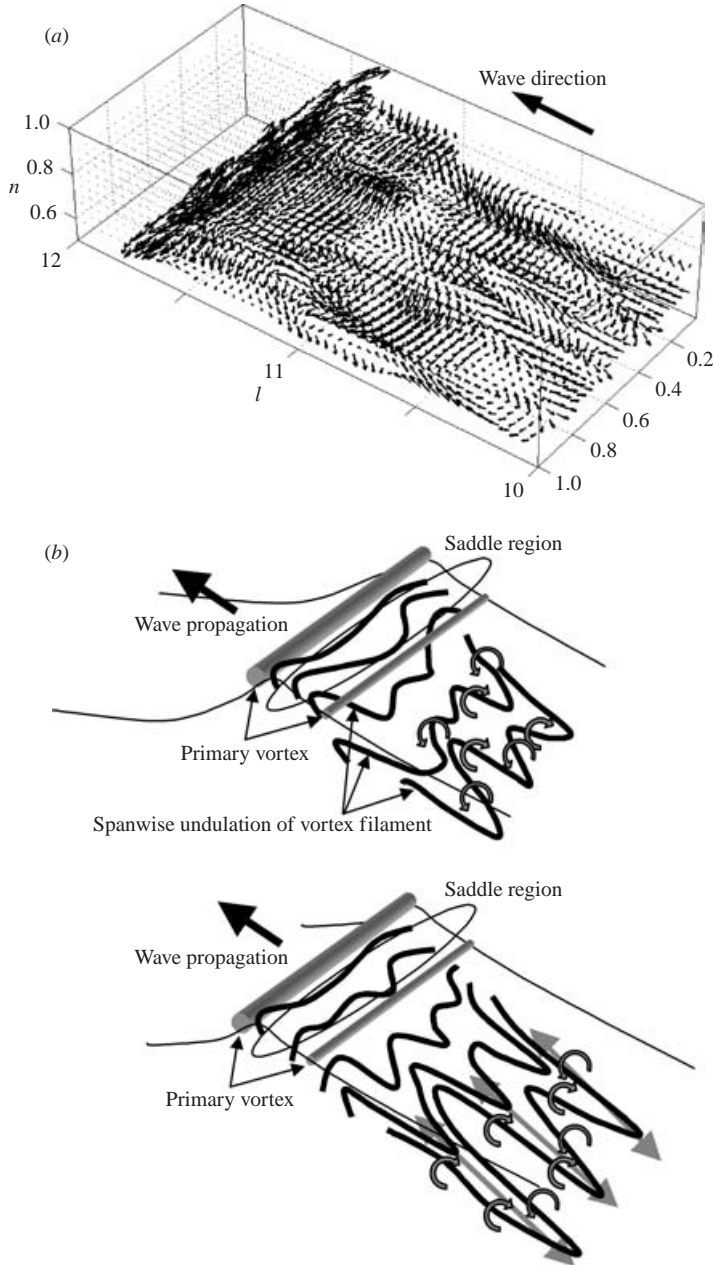 (a)
Wave direction
1.0
0.8
n
0.6
12
11
l
10
0.2
0.4
0.6
0.8
1.0
(b)
Saddle region
Wave propagation
Primary vortex
Spanwise undulation of vortex filament
Saddle region
Wave propagation
Primary vortex